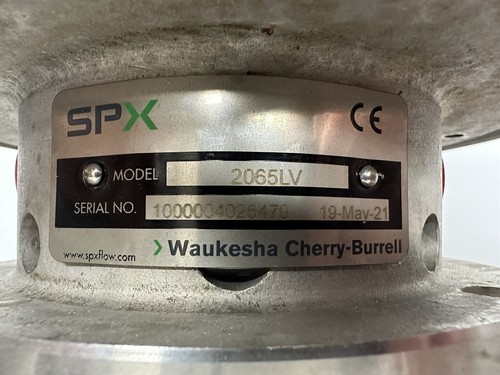 SPX
CE
MODEL 2065LV
SERIAL NO. 1000004025479 19-May-21
www.spxflow.com
Waukesha Cherry-Burrell